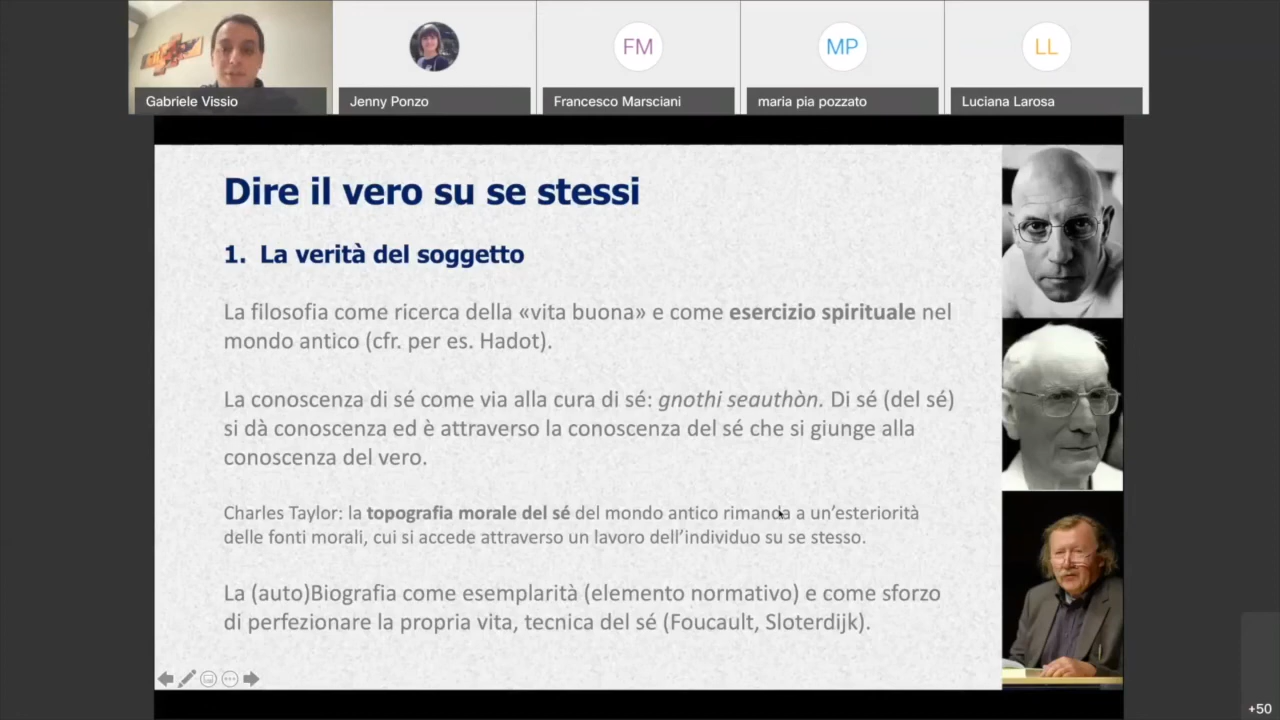 Gabriele Vissio
Jenny Ponzo
FM
Francesco Marsciani
MP
maria pia pozzato
LL
Luciana Larosa
Dire il vero su se stessi
1. La verità del soggetto
La filosofia come ricerca della «vita buona» e come esercizio spirituale nel
mondo antico (cfr. per es. Hadot).
La conoscenza di sé come via alla cura di sé: gnothi seauthòn. Di sé (del sé)
si dà conoscenza ed è attraverso la conoscenza del sé che si giunge alla
conoscenza del vero.
Charles Taylor: la topografia morale del sé del mondo antico rimanda a un’esteriorità
delle fonti morali, cui si accede attraverso un lavoro dell’individuo su se stesso.
La (auto)Biografia come esemplarità (elemento normativo) e come sforzo
di perfezionare la propria vita, tecnica del sé (Foucault, Sloterdijk).
+50